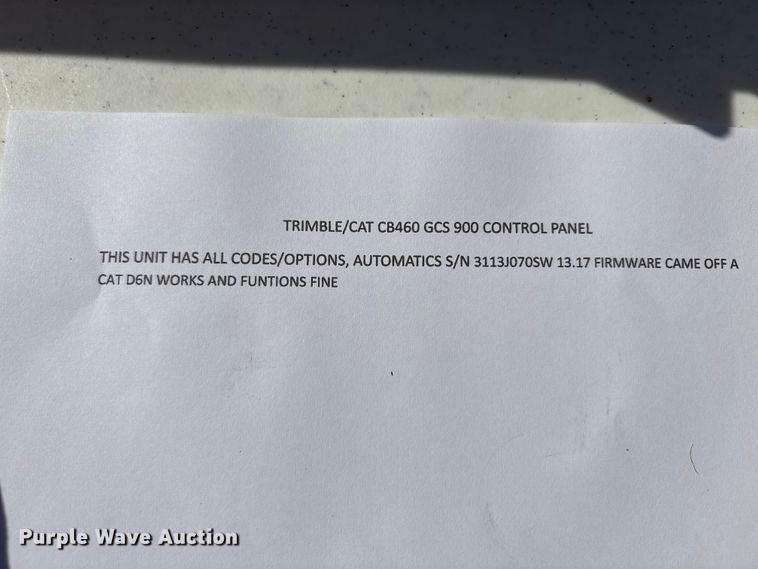 TRIMBLE/CAT CB460 GCS 900 CONTROL PANEL
THIS UNIT HAS ALL CODES/OPTIONS, AUTOMATICS S/N 3113J070SW 13.17 FIRMWARE CAME OFF A
CAT D6N WORKS AND FUNTIONS FINE
Purple Wave Auction